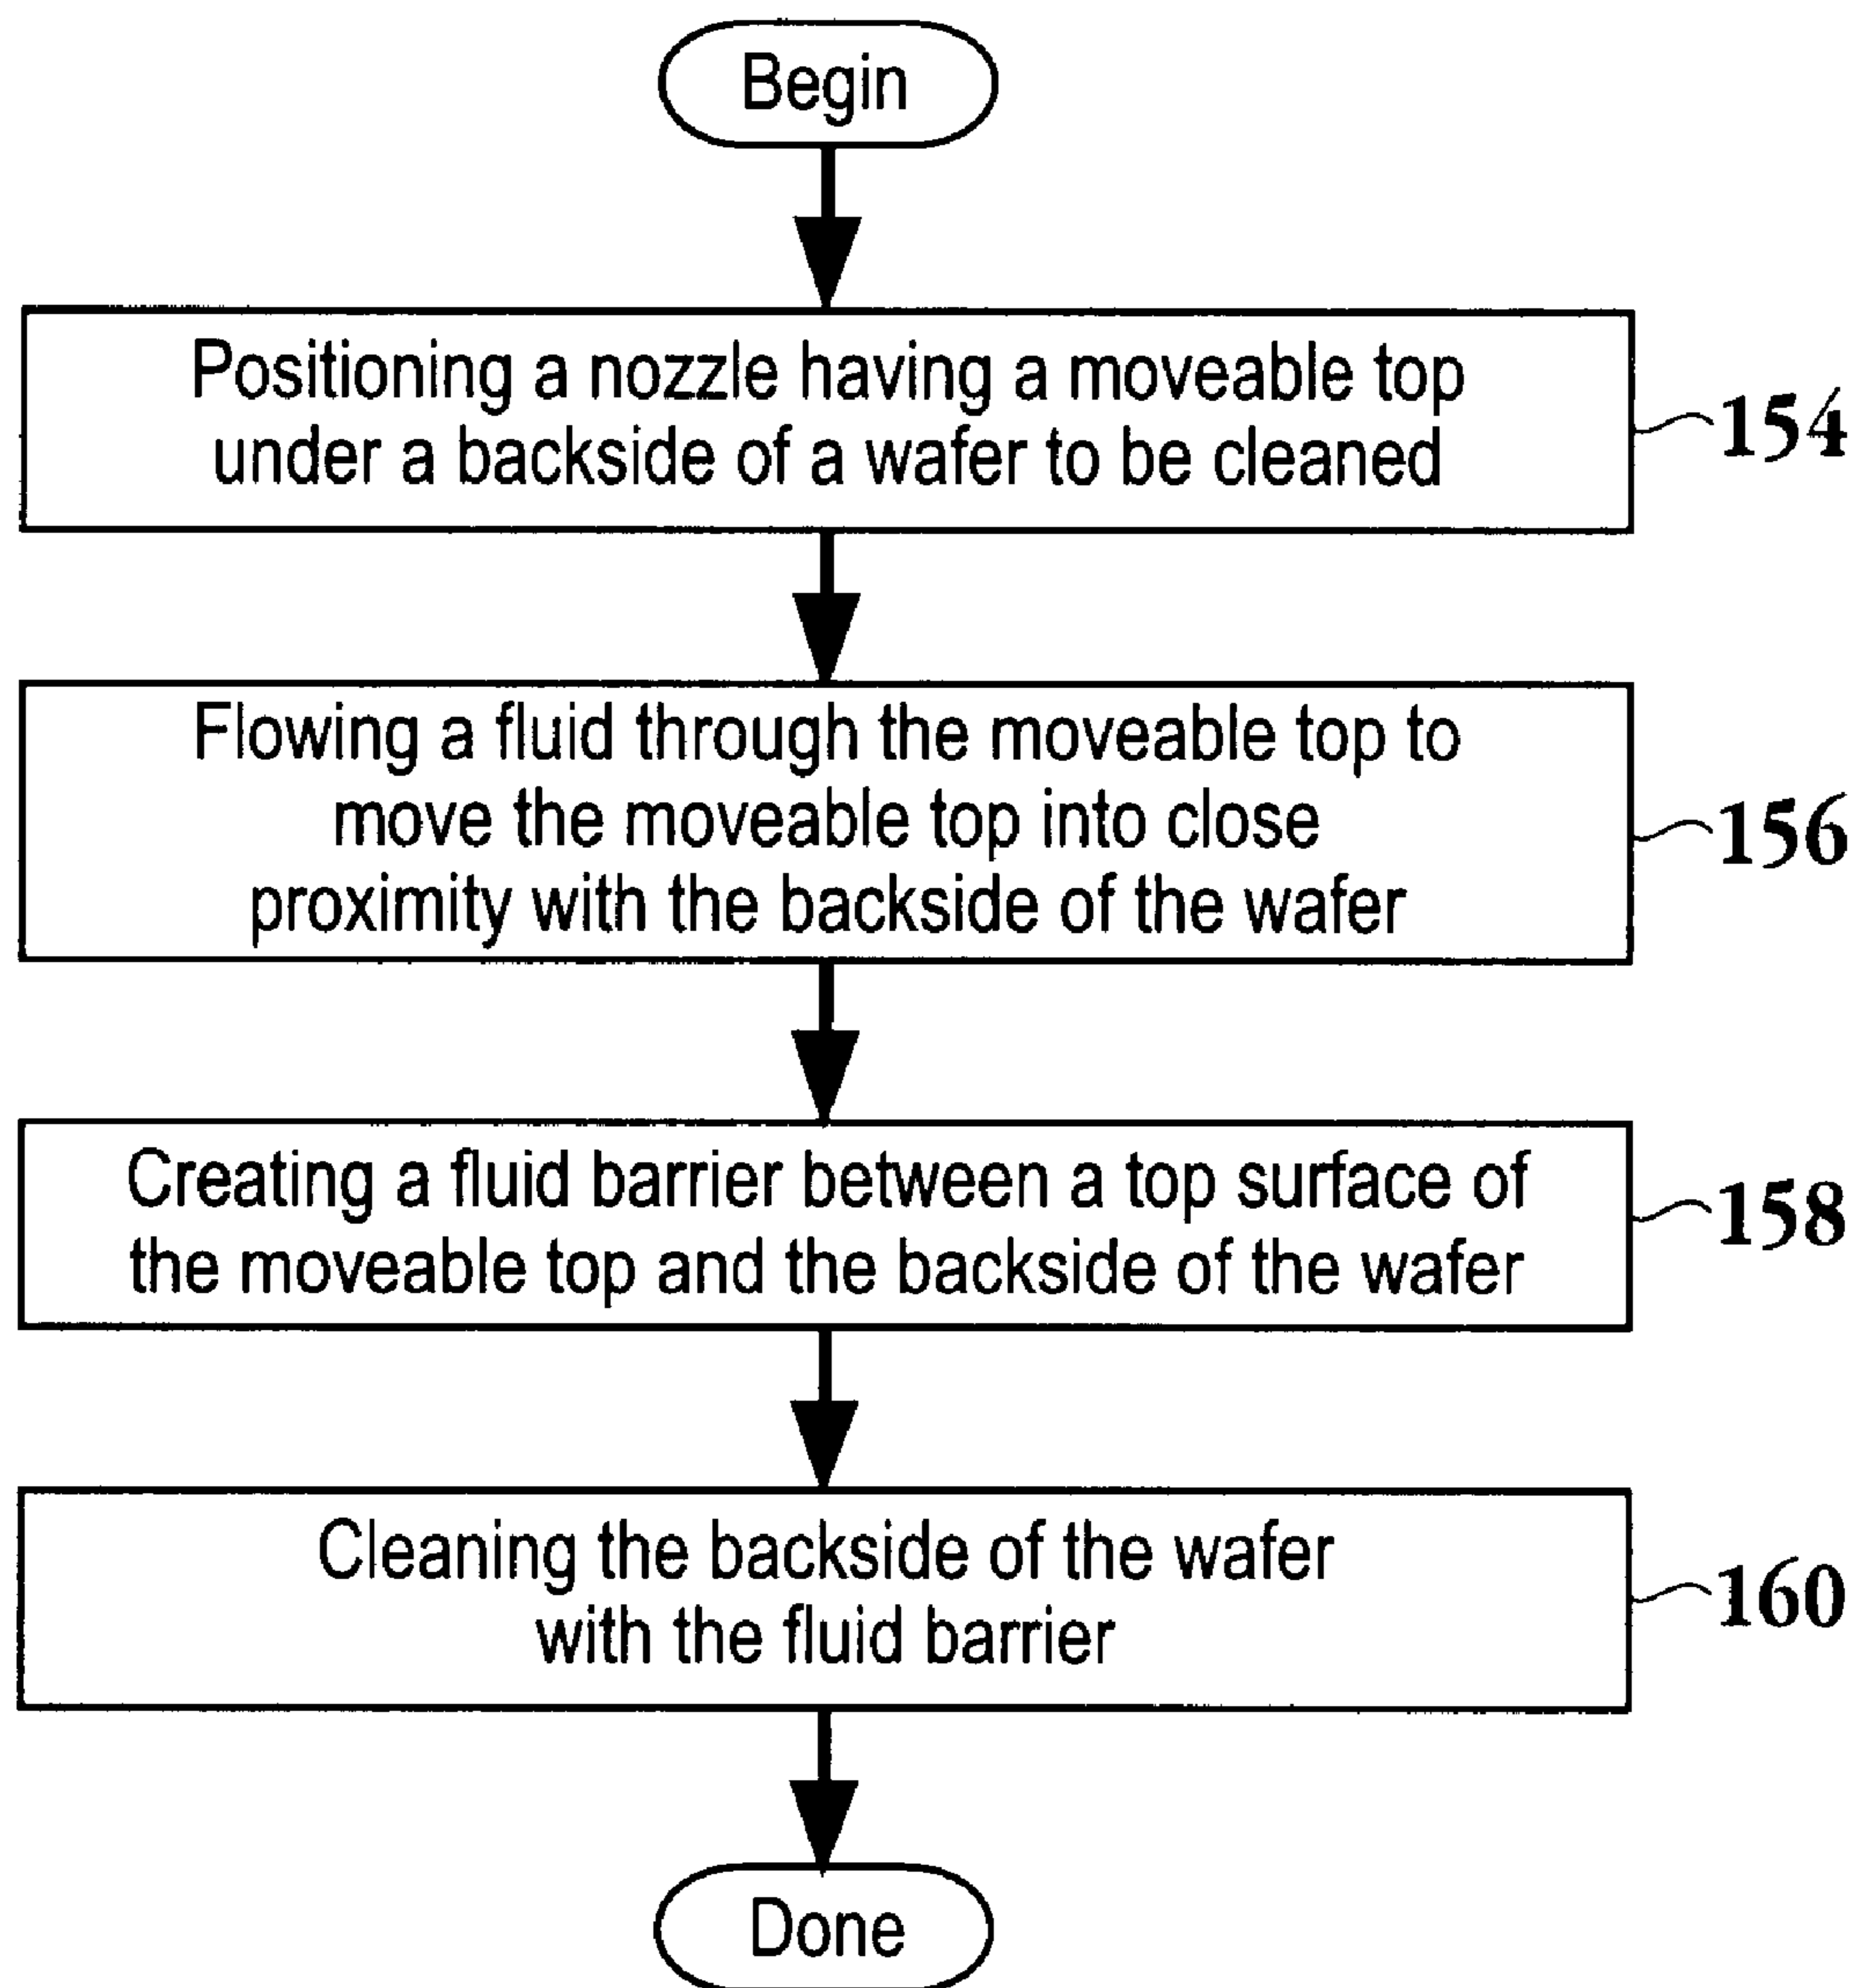 Begin
Positioning a nozzle having a moveable top
under a backside of a wafer to be cleaned
154
Flowing a fluid through the moveable top to
move the moveable top into close
proximity with the backside of the wafer
156
Creating a fluid barrier between a top surface of
the moveable top and the backside of the wafer
158
Cleaning the backside of the wafer
with the fluid barrier
160
Done